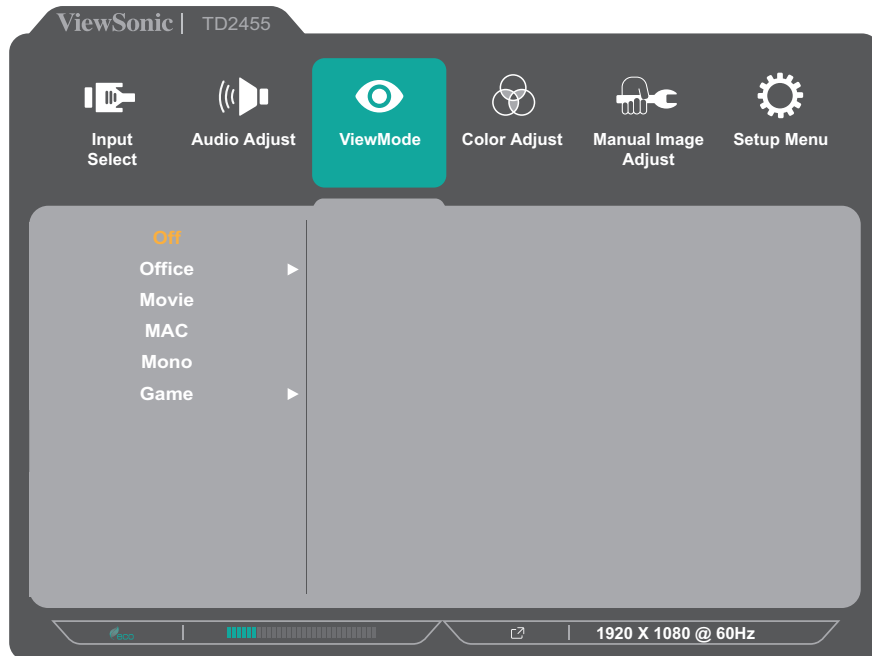 ViewSonic | TD2455
Input
Select
Audio Adjust
ViewMode
Color Adjust
Manual Image
Adjust
Setup Menu
Off
Office
Movie
MAC
Mono
Game
eco
1920 X 1080 @ 60Hz